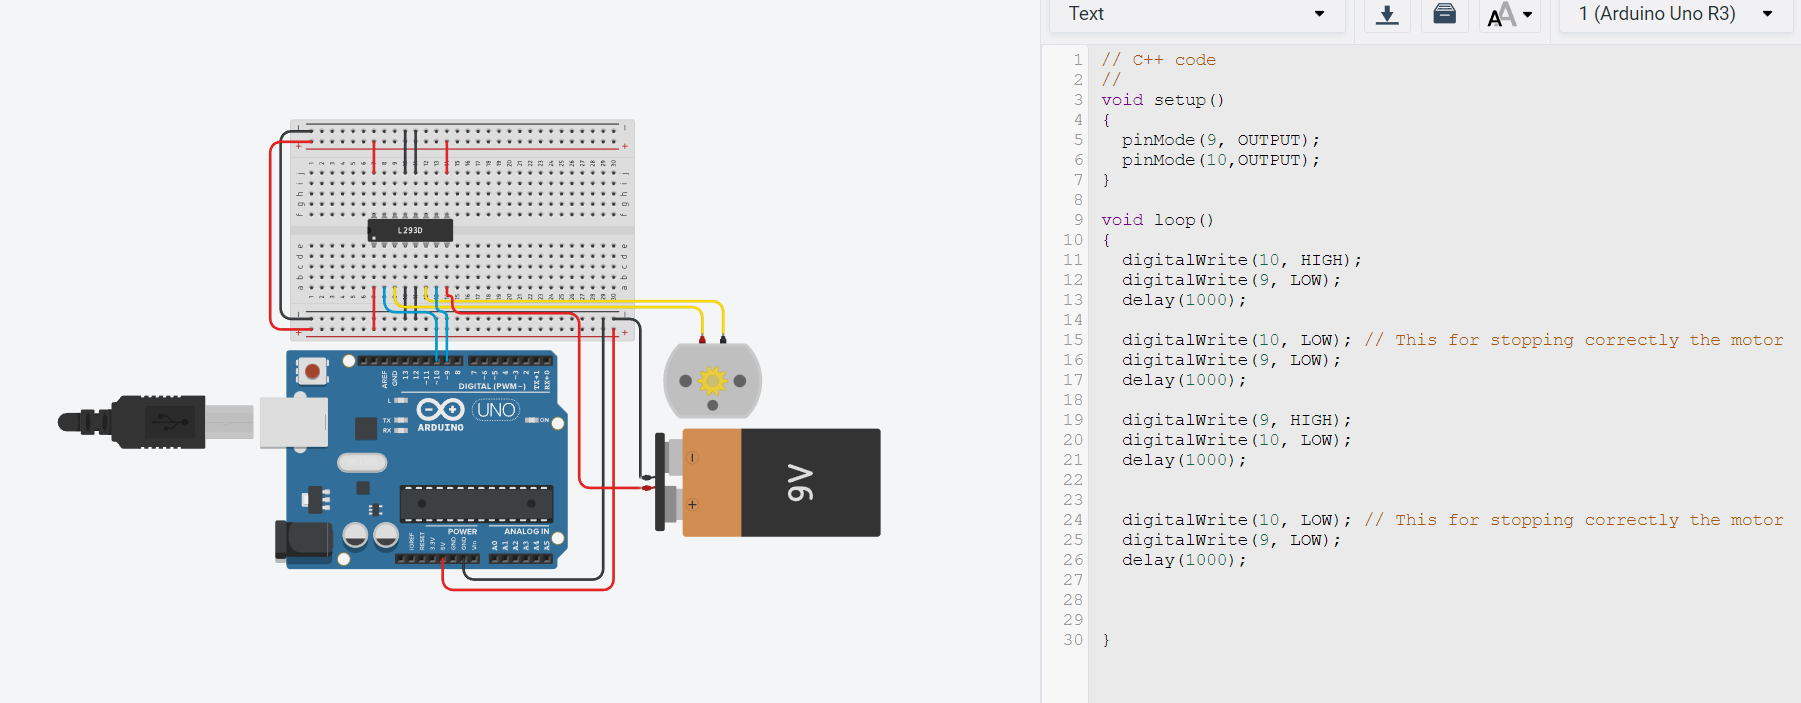 Text
1 (Arduino Uno R3)
1 // C++ code
2 //
3 void setup()
4 {
5 pinMode(9, OUTPUT);
6 pinMode(10,OUTPUT);
7 }
8
9 void loop()
10 {
11 digitalWrite(10, HIGH);
12 digitalWrite(9, LOW);
13 delay(1000);
14
15 digitalWrite(10, LOW); // This for stopping correctly the motor
16 digitalWrite(9, LOW);
17 delay(1000);
18
19 digitalWrite(9, HIGH);
20 digitalWrite(10, LOW);
21 delay(1000);
22
23
24 digitalWrite(10, LOW); // This for stopping correctly the motor
25 digitalWrite(9, LOW);
26 delay(1000);
27
28
29
30 }
L293D
AREF GND 13 12 ~11 ~10 ~9 8 7 ~6 ~5 4 ~3 2 TX→1 RX←0
DIGITAL (PWM~)
L
TX
RX
ARDUINO
UNO
ON
POWER
ANALOG IN
IOREF RESET 3.3V 5V GND GND Vin A0 A1 A2 A3 A4 A5
9V